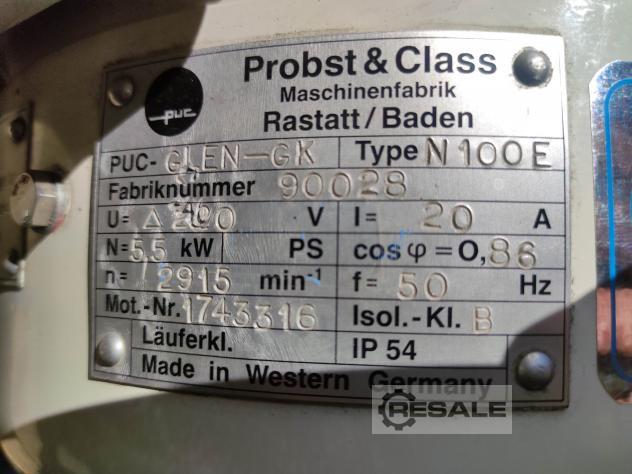 puc
Probst & Class
Maschinenfabrik
Rastatt/Baden
PUC- GLEN-GK Type N100E
Fabriknummer 90028
U= △ V I= 20 A
N= 5,5 kW PS cos φ = 0,86
n= 2915 min-1 f= 50 Hz
Mot.-Nr. 1743316 Isol.-Kl. B
Läuferkl. IP 54
Made in Western Germany
RESALE